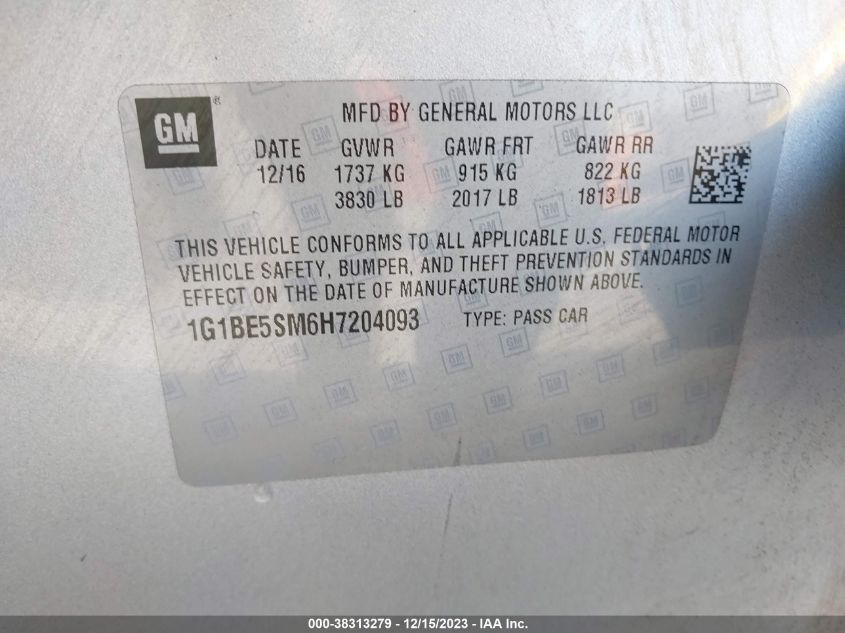 GM ®
MFD BY GENERAL MOTORS LLC
DATE GVWR GAWR FRT GAWR RR
12/16 1737 KG 915 KG 822 KG
3830 LB 2017 LB 1813 LB
THIS VEHICLE CONFORMS TO ALL APPLICABLE U.S. FEDERAL MOTOR
VEHICLE SAFETY, BUMPER, AND THEFT PREVENTION STANDARDS IN
EFFECT ON THE DATE OF MANUFACTURE SHOWN ABOVE.
1G1BE5SM6H7204093 TYPE: PASS CAR
000-38313279 - 12/15/2023 - IAA Inc.